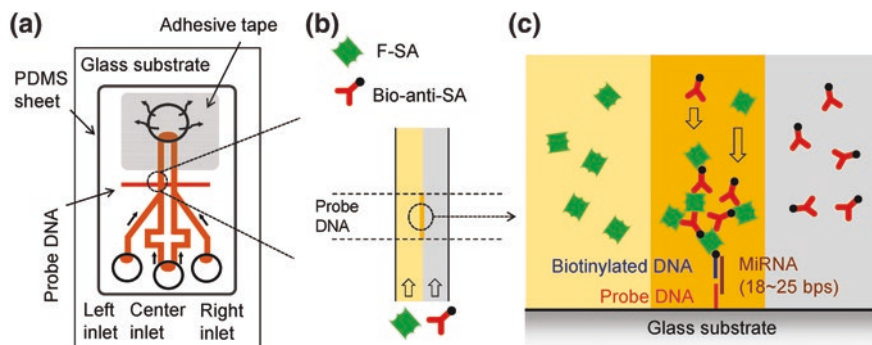 (a)
Adhesive tape
Glass substrate
PDMS
sheet
Probe DNA
Left
inlet
Center
inlet
Right
inlet
(b)
F-SA
Bio-anti-SA
Probe
DNA
(c)
Biotinylated DNA
MiRNA
(18~25 bps)
Probe DNA
Glass substrate